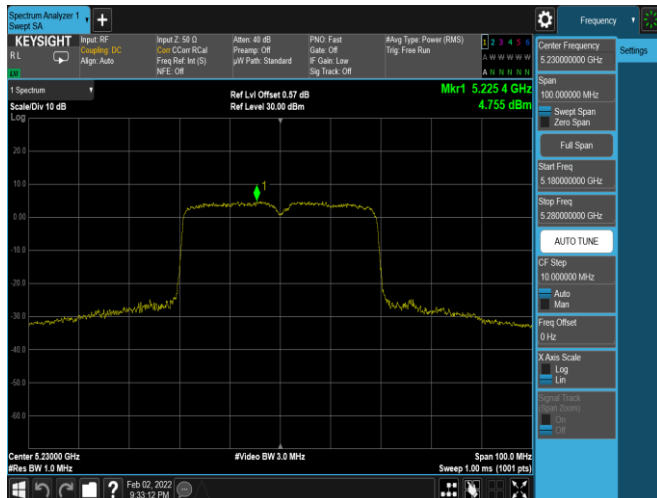 Spectrum Analyzer 1
Swept SA
+
Frequency
KEYSIGHT
R L
LXI
Input: RF
Coupling: DC
Align: Auto
Input Z: 50 Ω
Corr CCorr RCal
Freq Ref: Int (S)
NFE: Off
Atten: 40 dB
Preamp: Off
µW Path: Standard
PNO: Fast
Gate: Off
IF Gain: Low
Sig Track: Off
#Avg Type: Power (RMS)
Trig: Free Run
1 2 3 4 5 6
A W W W W W
A N N N N N
1 Spectrum
Scale/Div 10 dB
Log
Ref Lvl Offset 0.57 dB
Ref Level 30.00 dBm
Mkr1 5.225 4 GHz
4.755 dBm
20.0
10.0
0.00
-10.0
-20.0
-30.0
-40.0
-50.0
-60.0
1
Center 5.23000 GHz
#Res BW 1.0 MHz
#Video BW 3.0 MHz
Span 100.0 MHz
Sweep 1.00 ms (1001 pts)
Feb 02, 2022
9:33:12 PM
?
Center Frequency
5.230000000 GHz
Span
100.000000 MHz
Swept Span
Zero Span
Full Span
Start Freq
5.180000000 GHz
Stop Freq
5.280000000 GHz
AUTO TUNE
CF Step
10.000000 MHz
Auto
Man
Freq Offset
0 Hz
X Axis Scale
Log
Lin
Signal Track
(Span Zoom)
On
Off
Settings